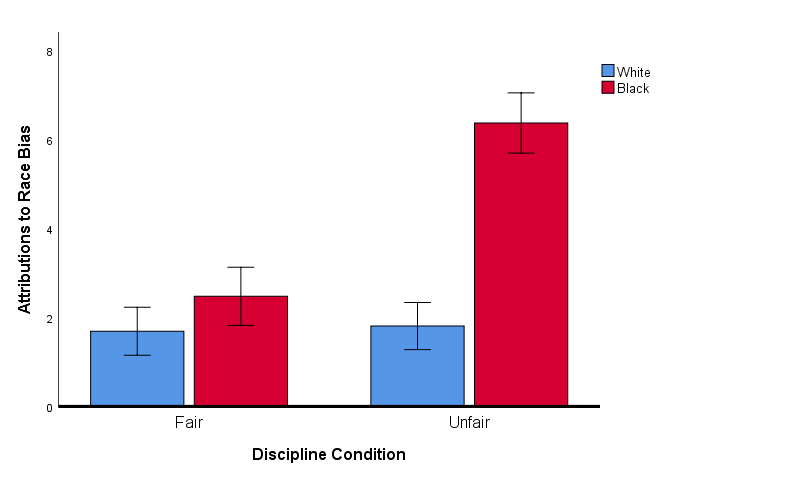 8
6
4
2
0
Attributions to Race Bias
White
Black
Fair
Unfair
Discipline Condition